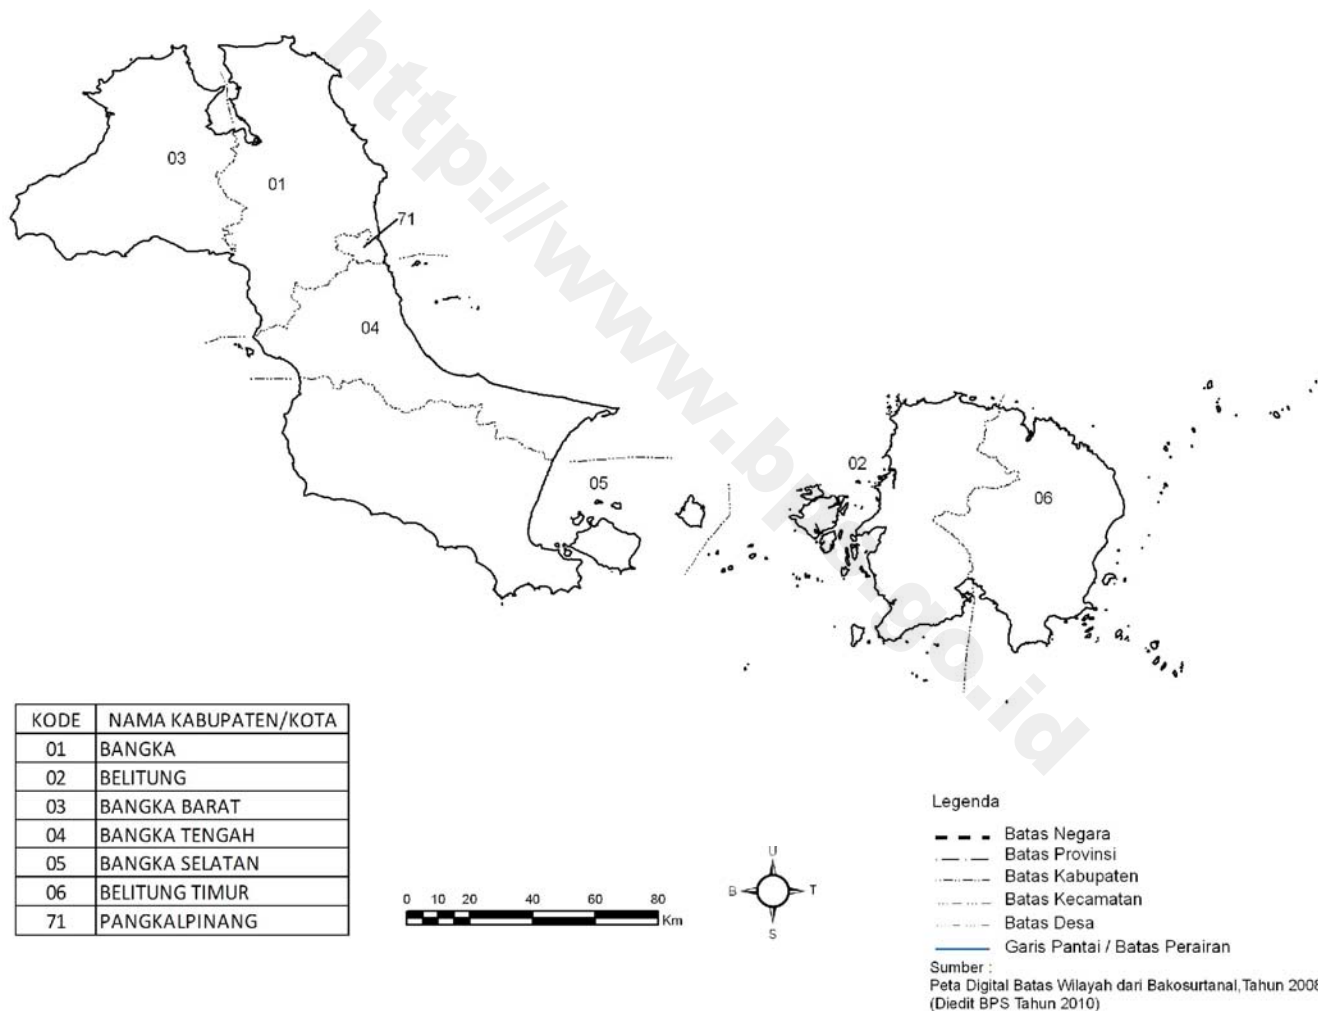 http://www.bps.go.id
03
01
71
04
02
05
06
KODE NAMA KABUPATEN/KOTA
01 BANGKA
02 BELITUNG
03 BANGKA BARAT
04 BANGKA TENGAH
05 BANGKA SELATAN
06 BELITUNG TIMUR
71 PANGKALPINANG
0 10 20 40 60 80
Km
U
B T
S
Legenda
Batas Negara
Batas Provinsi
Batas Kabupaten
Batas Kecamatan
Batas Desa
Garis Pantai / Batas Perairan
Sumber :
Peta Digital Batas Wilayah dari Bakosurtanal,Tahun 2008
(Diedit BPS Tahun 2010)